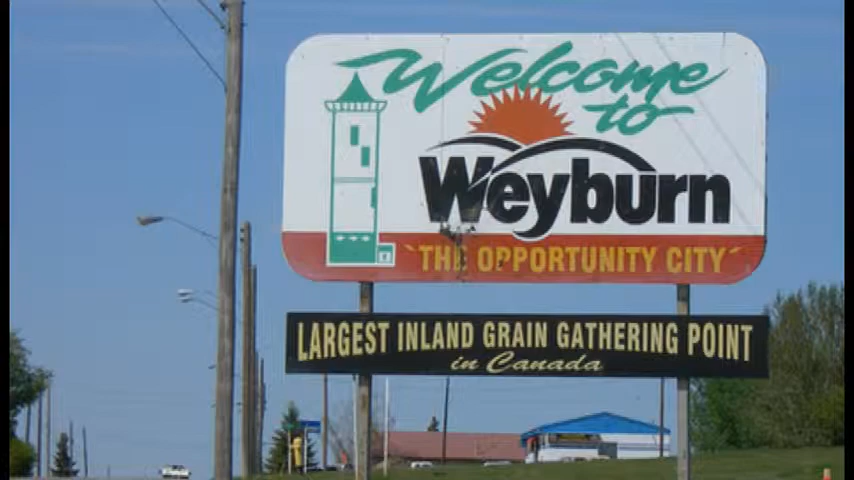 Welcome
to
Weyburn
`THE OPPORTUNITY CITY´
LARGEST INLAND GRAIN GATHERING POINT
in Canada